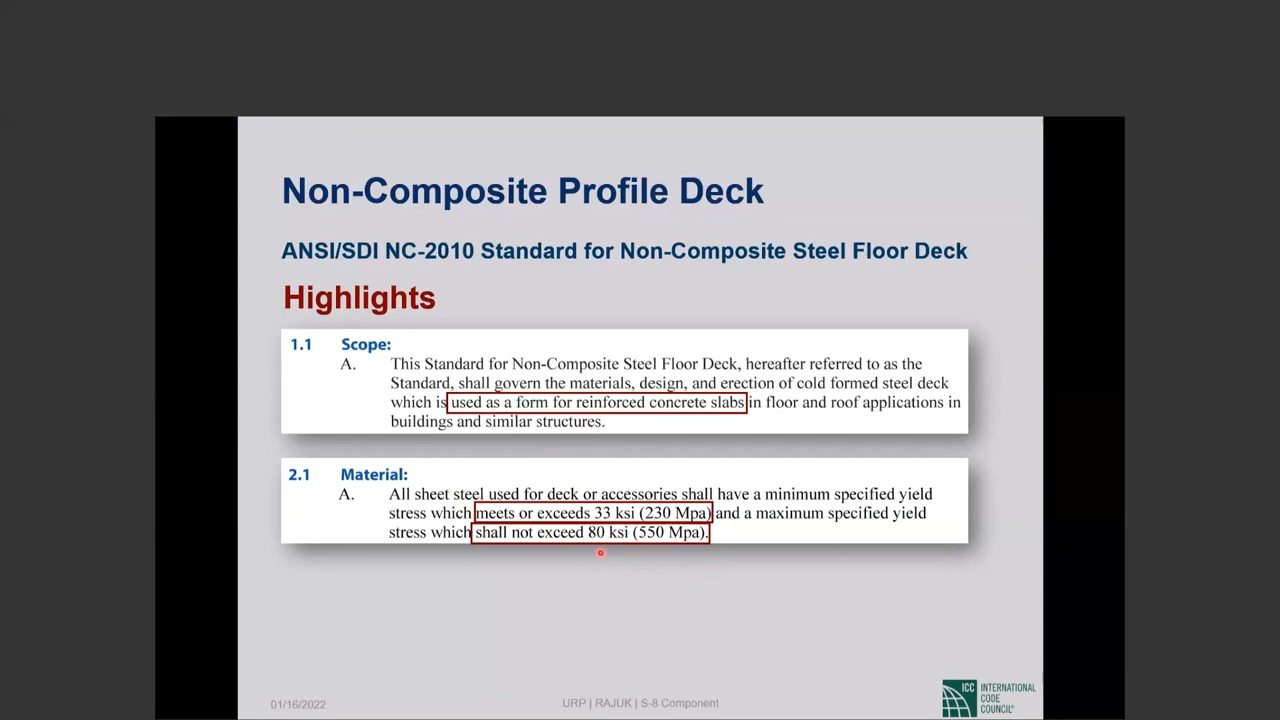 Non-Composite Profile Deck
ANSI/SDI NC-2010 Standard for Non-Composite Steel Floor Deck
Highlights
1.1 Scope:
A. This Standard for Non-Composite Steel Floor Deck, hereafter referred to as the
Standard, shall govern the materials, design, and erection of cold formed steel deck
which is used as a form for reinforced concrete slabs in floor and roof applications in
buildings and similar structures.
2.1 Material:
A. All sheet steel used for deck or accessories shall have a minimum specified yield
stress which meets or exceeds 33 ksi (230 Mpa) and a maximum specified yield
stress which shall not exceed 80 ksi (550 Mpa).
01/16/2022
URP | RAJUK | S-8 Component
ICC
INTERNATIONAL
CODE
COUNCIL®